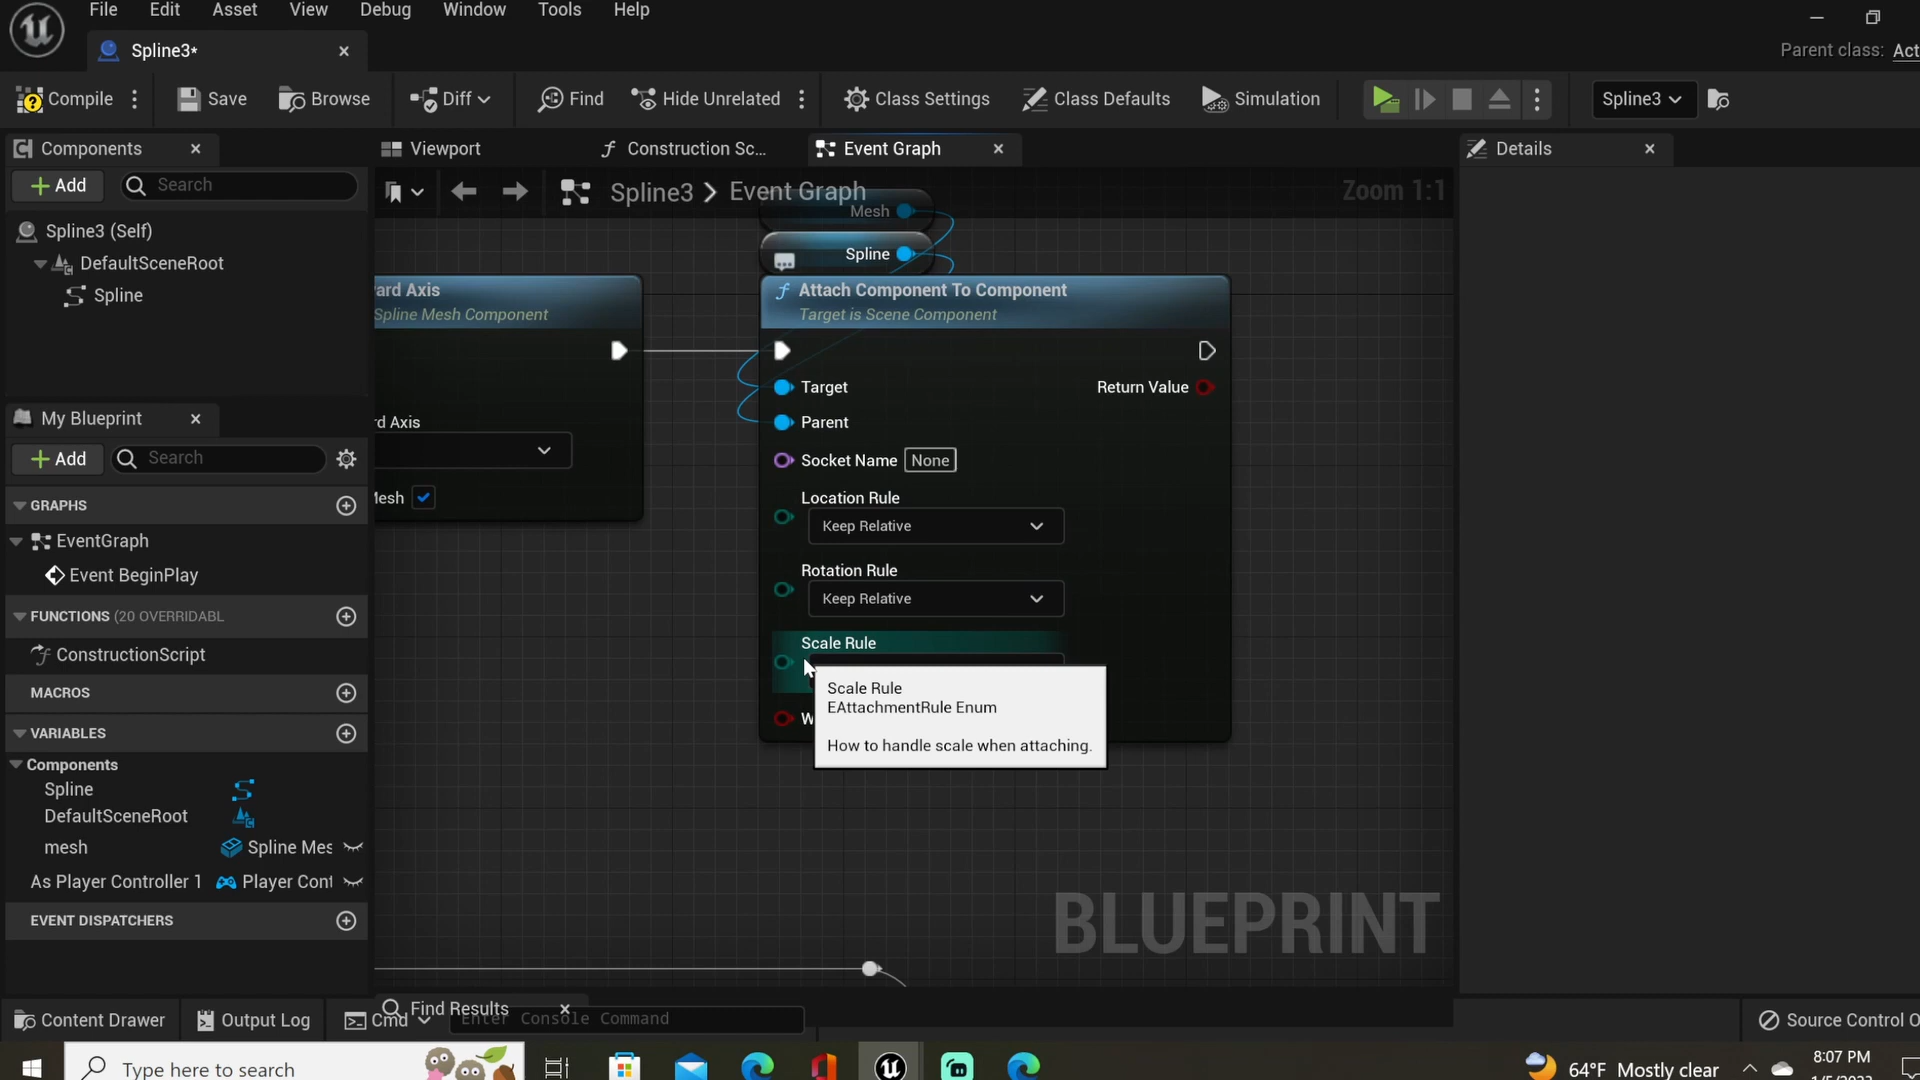 File Edit Asset View Debug Window Tools Help
Spline3*
Parent class: Act
Compile Save Browse Diff Find Hide Unrelated Class Settings Class Defaults Simulation Spline3
Components Viewport Construction Sc... Event Graph Details
Add Search
Spline3 > Event Graph Zoom 1:1
Spline3 (Self)
DefaultSceneRoot
Spline
Mesh
Spline
Attach Component To Component
Target is Scene Component
Spline Mesh Component
Target
Return Value
Parent
Socket Name None
Location Rule
Keep Relative
Rotation Rule
Keep Relative
Scale Rule
Scale Rule
EAttachmentRule Enum
How to handle scale when attaching.
My Blueprint
Add Search
GRAPHS
EventGraph
Event BeginPlay
FUNCTIONS (20 OVERRIDABL
ConstructionScript
MACROS
VARIABLES
Components
Spline
DefaultSceneRoot
mesh Spline Mes
As Player Controller 1 Player Cont
EVENT DISPATCHERS
BLUEPRINT
Find Results
Content Drawer Output Log Cmd Enter Console Command Source Control O
Type here to search 64°F Mostly clear 8:07 PM